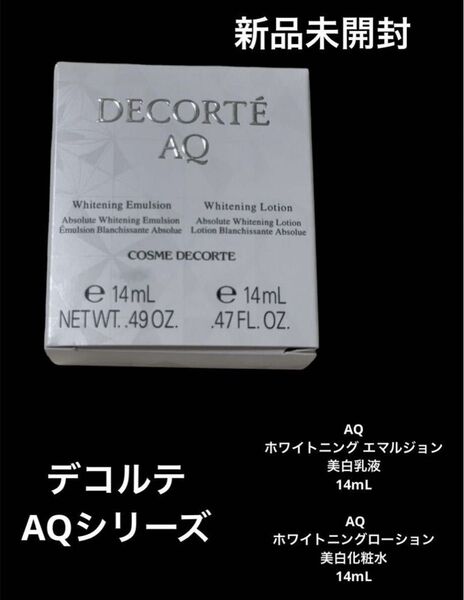 新品未開封
DECORTÉ
AQ
Whitening Emulsion
Absolute Whitening Emulsion
Émulsion Blanchissante Absolue
Whitening Lotion
Absolute Whitening Lotion
Lotion Blanchissante Absolue
COSME DECORTE
℮ 14mL
NET WT. .49 OZ.
℮ 14mL
.47 FL. OZ.
AQ
ホワイトニング エマルジョン
美白乳液
14mL
デコルテ
AQシリーズ
AQ
ホワイトニングローション
美白化粧水
14mL